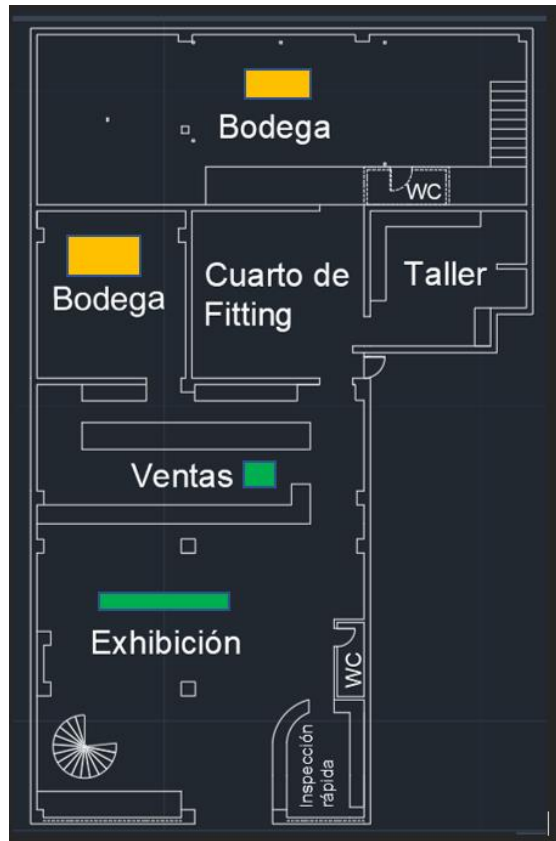 Bodega
WC
Bodega
Cuarto de
Fitting
Taller
Ventas
Exhibición
WC
Inspección
rápida